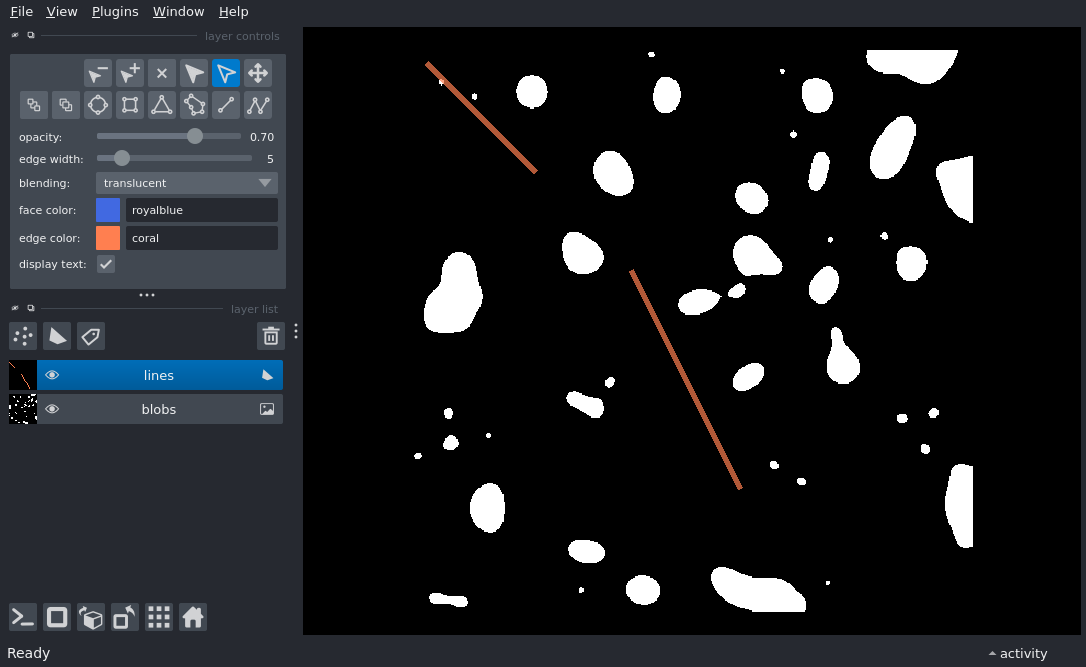 File View Plugins Window Help
layer controls
opacity: 0.70
edge width: 5
blending: translucent
face color: royalblue
edge color: coral
display text:
layer list
lines
blobs
Ready
activity